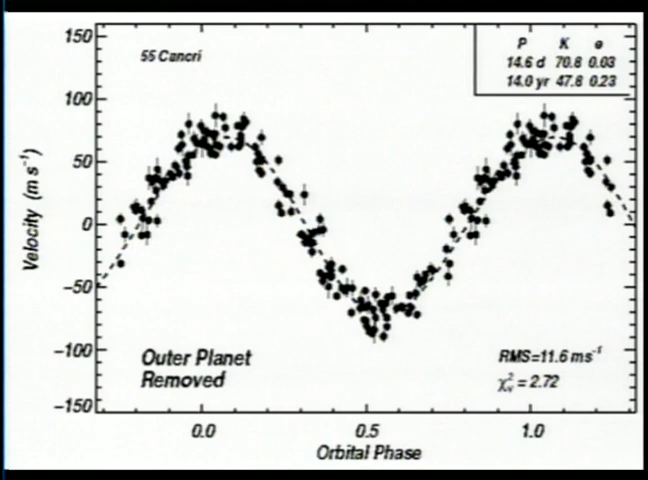 55 Cancri
P K e
14.6 d 70.8 0.03
14.0 yr 47.8 0.23
150
100
50
0
−50
−100
−150
Velocity (m s⁻¹)
Outer Planet
Removed
RMS=11.6 ms⁻¹
χ²ᵥ = 2.72
0.0 0.5 1.0
Orbital Phase